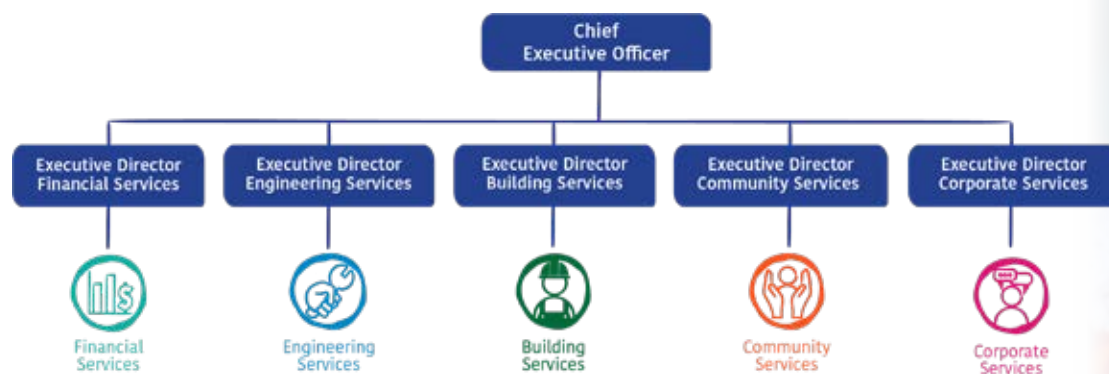 Chief
Executive Officer
Executive Director
Financial Services
Executive Director
Engineering Services
Executive Director
Building Services
Executive Director
Community Services
Executive Director
Corporate Services
$
Financial
Services
Engineering
Services
Building
Services
Community
Services
Corporate
Services